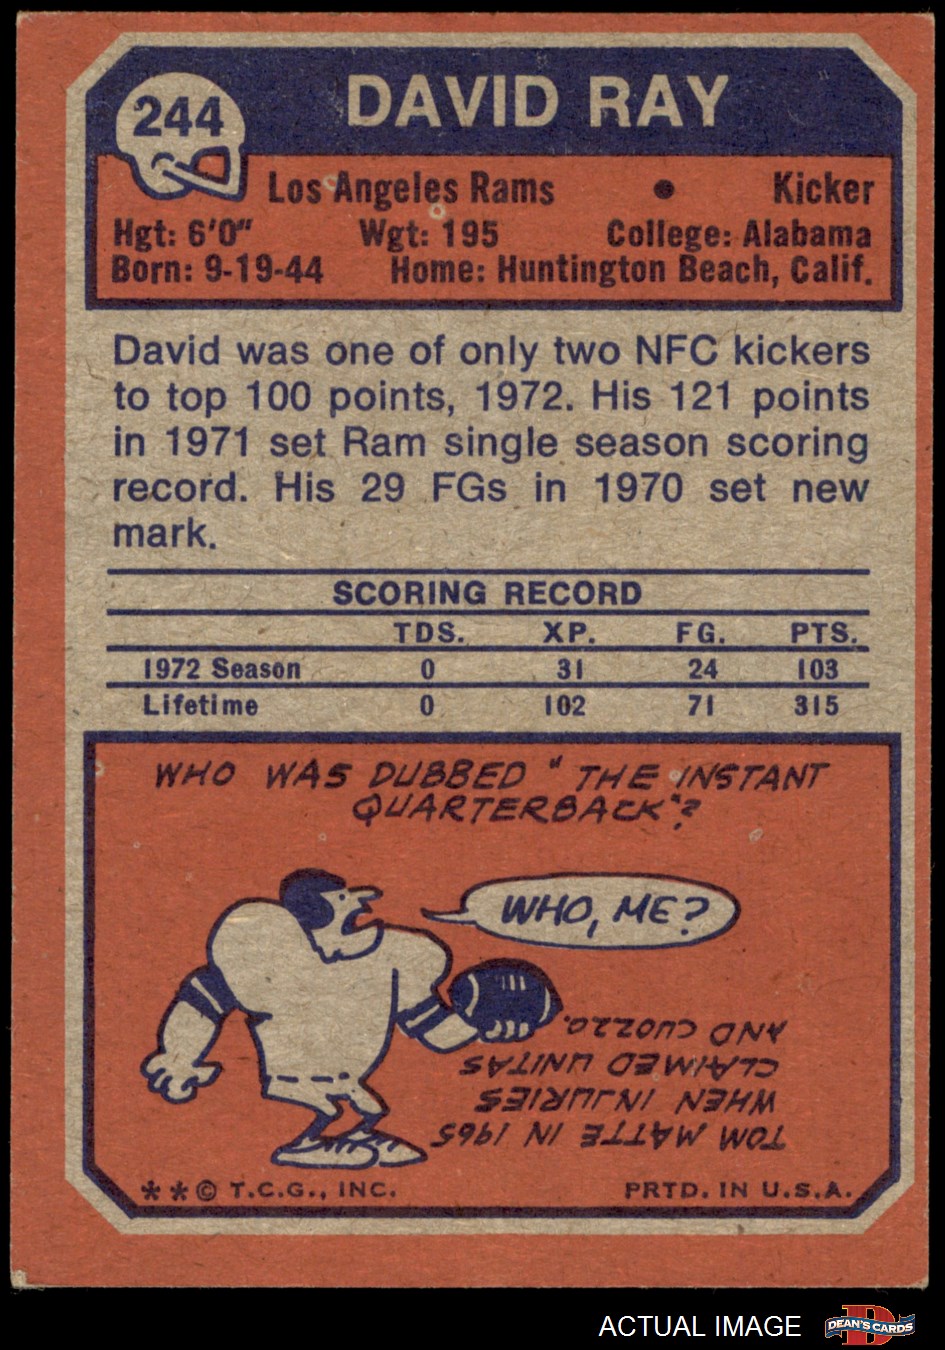 244
DAVID RAY
Los Angeles Rams • Kicker
Hgt: 6'0" Wgt: 195 College: Alabama
Born: 9-19-44 Home: Huntington Beach, Calif.
David was one of only two NFC kickers
to top 100 points, 1972. His 121 points
in 1971 set Ram single season scoring
record. His 29 FGs in 1970 set new
mark.
SCORING RECORD
TDS. XP. FG. PTS.
1972 Season 0 31 24 103
Lifetime 0 102 71 315
WHO WAS DUBBED "THE INSTANT
QUARTERBACK"?
WHO, ME?
TOM MATTE IN 1965
WHEN INJURIES
CLAIMED UNITAS
AND CUOZZO.
**© T.C.G., INC. PRTD. IN U.S.A.
ACTUAL IMAGE
DEAN'S CARDS